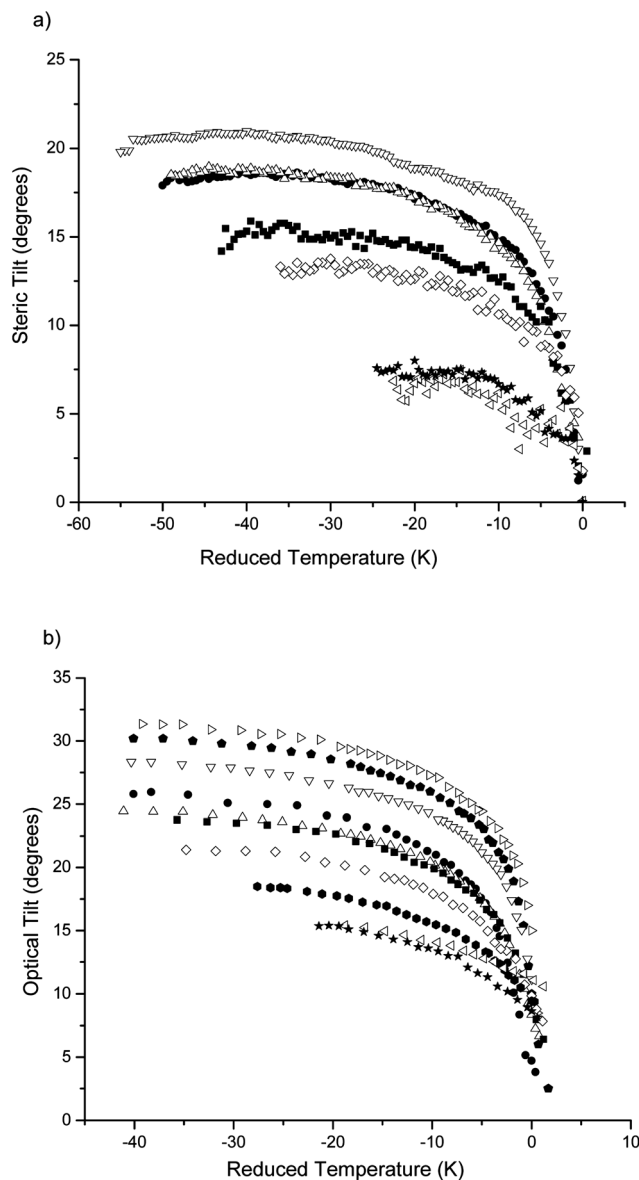 a)
25
20
15
10
5
0
Steric Tilt (degrees)
-60 -50 -40 -30 -20 -10 0
Reduced Temperature (K)
b)
35
30
25
20
15
10
5
0
Optical Tilt (degrees)
-40 -30 -20 -10 0 10
Reduced Temperature (K)